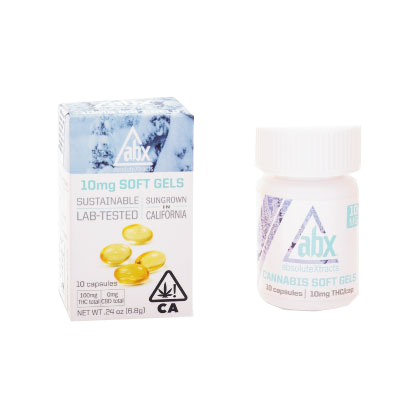 abx
10mg SOFT GELS
SUSTAINABLE
LAB-TESTED
SUNGROWN
IN
CALIFORNIA
10 capsules
100mg
THC total
0mg
CBD total
NET WT. .24 oz (6.8g)
CA
abx
absoluteXtracts
CANNABIS SOFT GELS
10 capsules
10mg THC/cap